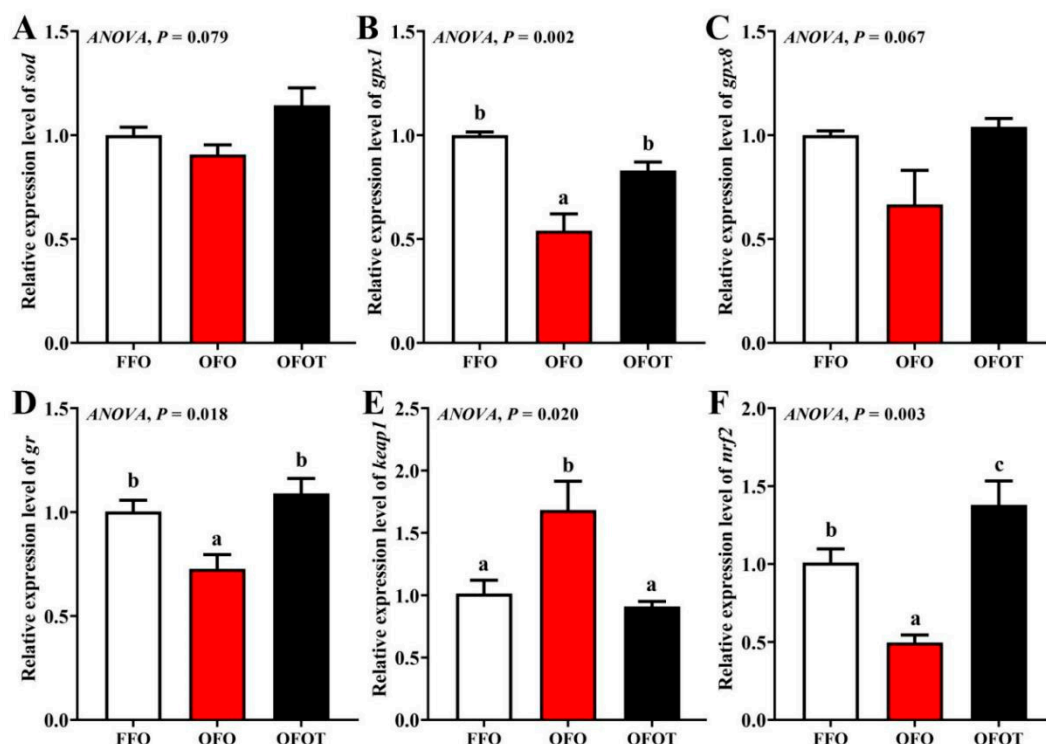 A
ANOVA, P = 0.079
Relative expression level of sod
1.5
1.0
0.5
0.0
FFO OFO OFOT
B
ANOVA, P = 0.002
Relative expression level of gpx1
1.5
1.0
0.5
0.0
b a b
FFO OFO OFOT
C
ANOVA, P = 0.067
Relative expression level of gpx8
1.5
1.0
0.5
0.0
FFO OFO OFOT
D
ANOVA, P = 0.018
Relative expression level of gr
1.5
1.0
0.5
0.0
b a b
FFO OFO OFOT
E
ANOVA, P = 0.020
Relative expression level of keap1
2.5
2.0
1.5
1.0
0.5
0.0
a b a
FFO OFO OFOT
F
ANOVA, P = 0.003
Relative expression level of nrf2
2.0
1.5
1.0
0.5
0.0
b a c
FFO OFO OFOT